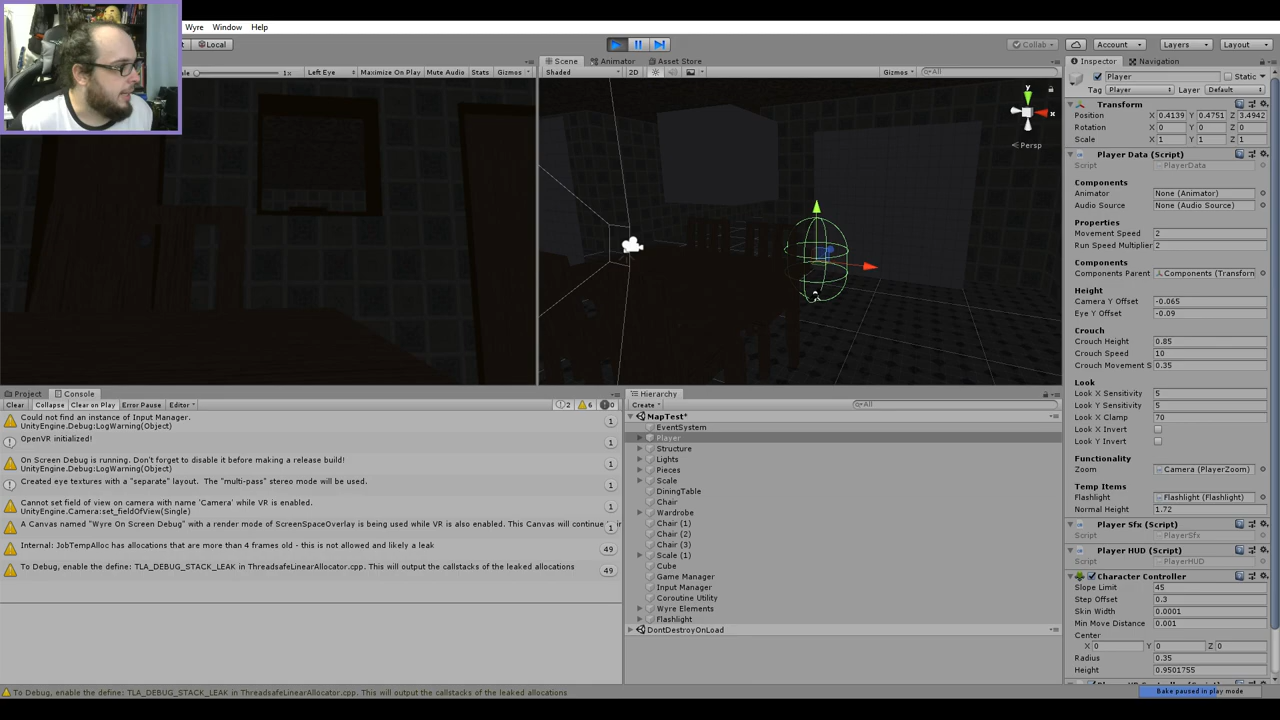 Wyre Window Help
Local
Collab Account Layers Layout
1x Left Eye Maximize On Play Mute Audio Stats Gizmos
Scene Animator Asset Store
Shaded 2D Gizmos All
y
x
Persp
Inspector Navigation
Player Static
Tag Player Layer Default
Transform
Position X 0.4139 Y 0.4751 Z 3.4942
Rotation X 0 Y 0 Z 0
Scale X 1 Y 1 Z 1
Player Data (Script)
Script PlayerData
Components
Animator None (Animator)
Audio Source None (Audio Source)
Properties
Movement Speed 2
Run Speed Multiplier 2
Components
Components Parent Components (Transform
Height
Camera Y Offset -0.065
Eye Y Offset -0.09
Crouch
Crouch Height 0.85
Crouch Speed 10
Crouch Movement S 0.35
Look
Look X Sensitivity 5
Look Y Sensitivity 5
Look X Clamp 70
Look X Invert
Look Y Invert
Functionality
Zoom Camera (PlayerZoom)
Temp Items
Flashlight Flashlight (Flashlight)
Normal Height 1.72
Player Sfx (Script)
Script PlayerSfx
Player HUD (Script)
Script PlayerHUD
Character Controller
Slope Limit 45
Step Offset 0.3
Skin Width 0.0001
Min Move Distance 0.001
Center
X 0 Y 0 Z 0
Radius 0.35
Height 0.9501755
Bake paused in play mode
Project Console
Clear Collapse Clear on Play Error Pause Editor 2 6 0
Could not find an instance of Input Manager.
UnityEngine.Debug:LogWarning(Object) 1
OpenVR initialized! 1
On Screen Debug is running. Don't forget to disable it before making a release build!
UnityEngine.Debug:LogWarning(Object) 1
Created eye textures with a "separate" layout. The "multi-pass" stereo mode will be used. 1
Cannot set field of view on camera with name 'Camera' while VR is enabled.
UnityEngine.Camera:set_fieldOfView(Single) 1
A Canvas named "Wyre On Screen Debug" with a render mode of ScreenSpaceOverlay is being used while VR is also enabled. This Canvas will continue 1
Internal: JobTempAlloc has allocations that are more than 4 frames old - this is not allowed and likely a leak 49
To Debug, enable the define: TLA_DEBUG_STACK_LEAK in ThreadsafeLinearAllocator.cpp. This will output the callstacks of the leaked allocations 49
Hierarchy
Create All
MapTest*
EventSystem
Player
Structure
Lights
Pieces
Scale
DiningTable
Chair
Wardrobe
Chair (1)
Chair (2)
Chair (3)
Scale (1)
Cube
Game Manager
Input Manager
Coroutine Utility
Wyre Elements
Flashlight
DontDestroyOnLoad
To Debug, enable the define: TLA_DEBUG_STACK_LEAK in ThreadsafeLinearAllocator.cpp. This will output the callstacks of the leaked allocations